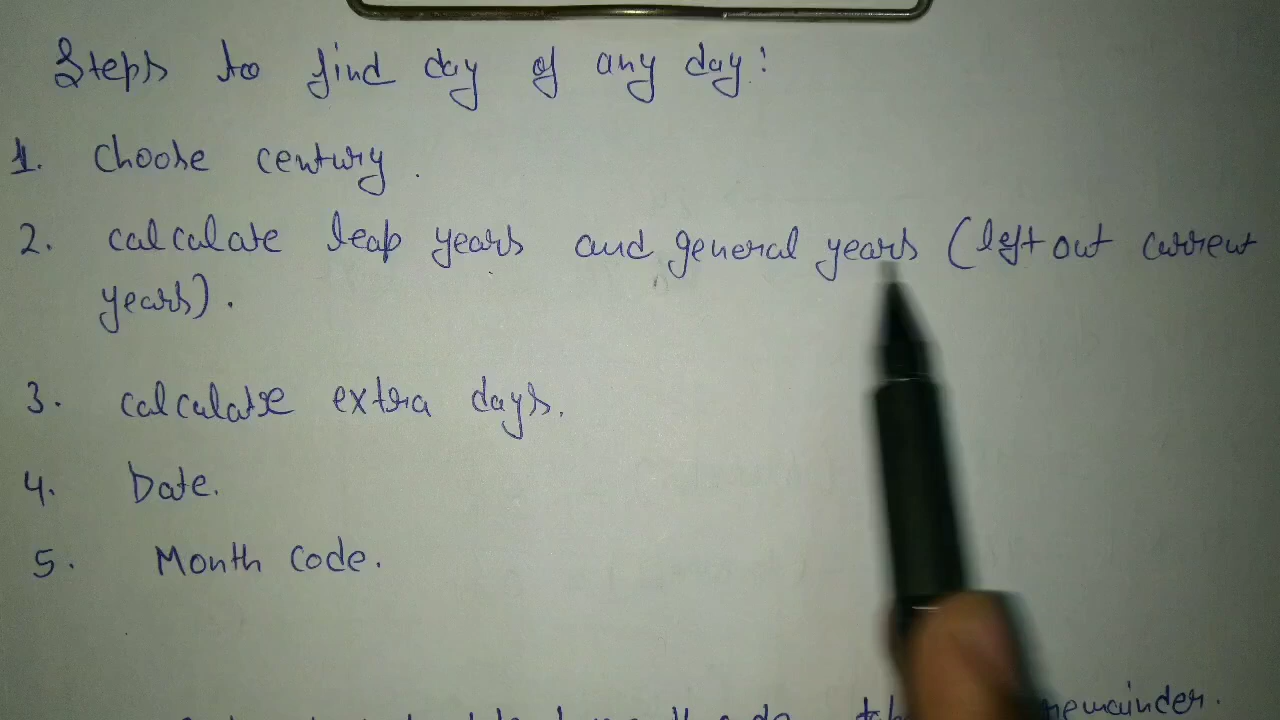 Steps to find day of any day:
1. Choose century.
2. calculate leap years and general years (left out current
years).
3. calculate extra days.
4. Date.
5. Month Code.
remainder.